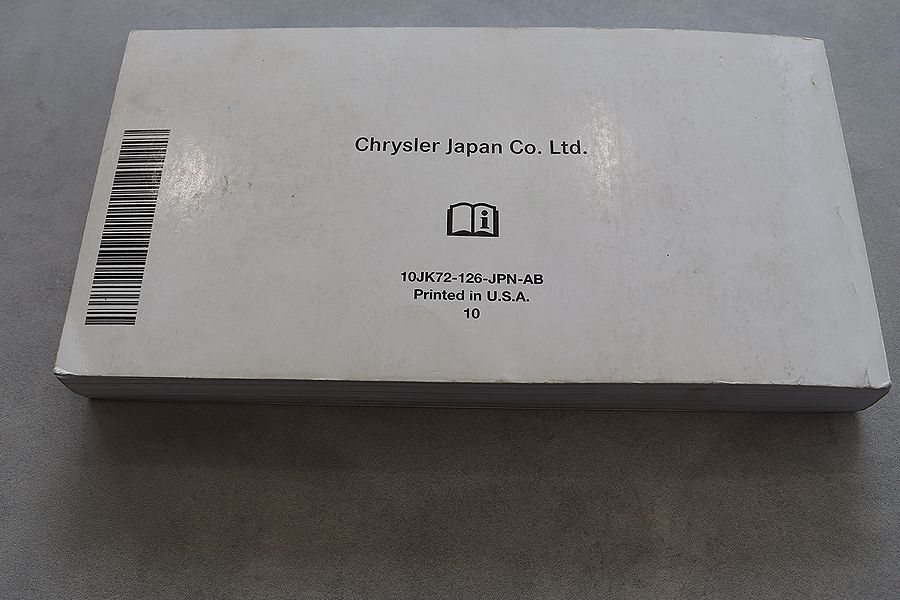 Chrysler Japan Co. Ltd.
i
10JK72-126-JPN-AB
Printed in U.S.A.
10